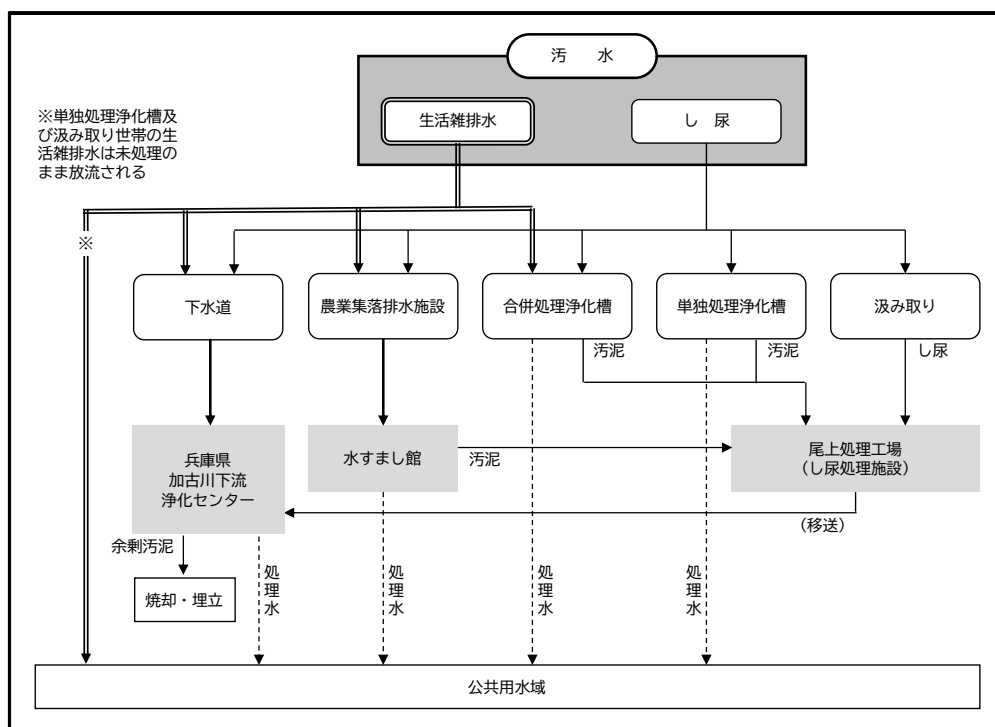 汚　水
生活雑排水
し　尿
※単独処理浄化槽及
び汲み取り世帯の生
活雑排水は未処理の
まま放流される
※
下水道
農業集落排水施設
合併処理浄化槽
単独処理浄化槽
汲み取り
汚泥
汚泥
し尿
兵庫県
加古川下流
浄化センター
水すまし館
汚泥
尾上処理工場
（し尿処理施設）
（移送）
余剰汚泥
焼却・埋立
処理水
処理水
処理水
処理水
公共用水域